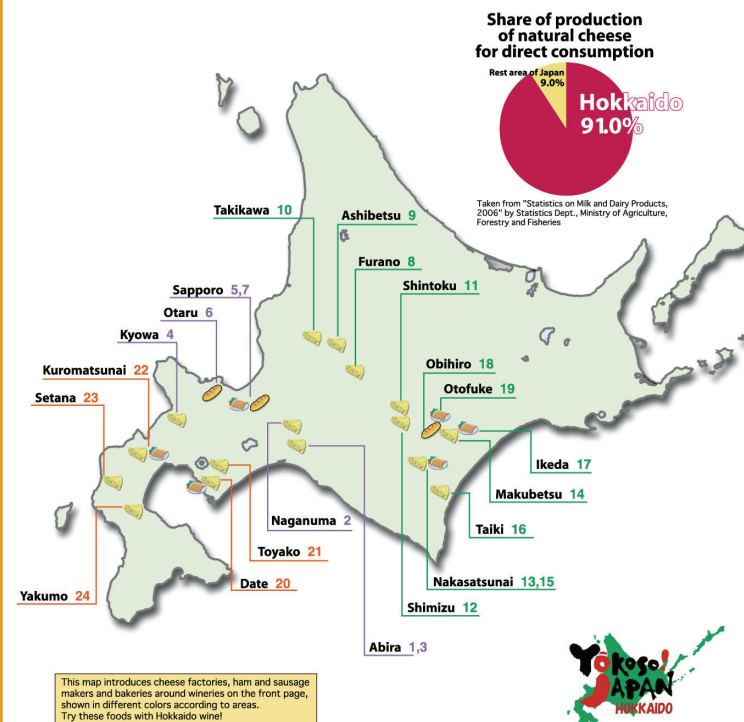 Share of production
of natural cheese
for direct consumption
Rest area of Japan
9.0%
Hokkaido
91.0%
Taken from "Statistics on Milk and Dairy Products,
2006" by Statistics Dept., Ministry of Agriculture,
Forestry and Fisheries
Takikawa 10
Ashibetsu 9
Furano 8
Shintoku 11
Sapporo 5,7
Otaru 6
Kyowa 4
Kuromatsunai 22
Setana 23
Obihiro 18
Otofuke 19
Ikeda 17
Makubetsu 14
Taiki 16
Naganuma 2
Toyako 21
Date 20
Nakasatsunai 13,15
Yakumo 24
Shimizu 12
Abira 1,3
This map introduces cheese factories, ham and sausage
makers and bakeries around wineries on the front page,
shown in different colors according to areas.
Try these foods with Hokkaido wine!
YŌKOSO!
JAPAN
HOKKAIDO